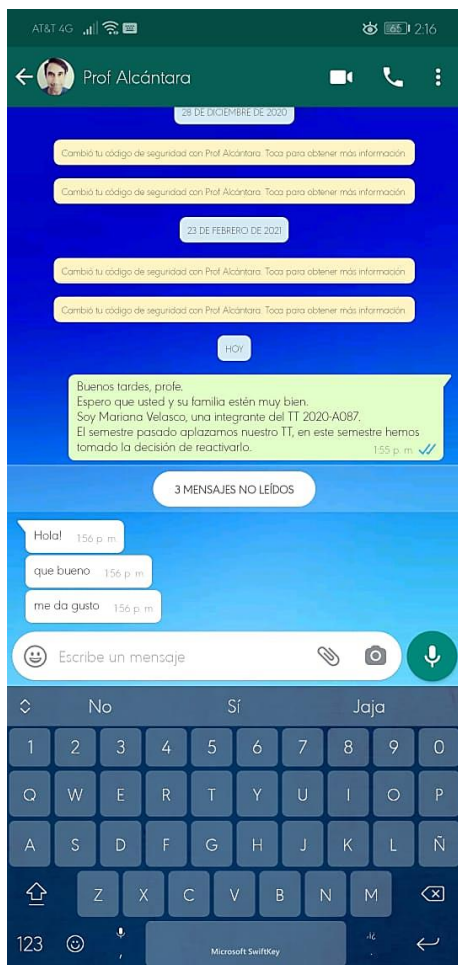 AT&T 4G 65 2:16
Prof Alcántara
28 DE DICIEMBRE DE 2020
Cambió tu código de seguridad con Prof Alcántara. Toca para obtener más información.
Cambió tu código de seguridad con Prof Alcántara. Toca para obtener más información.
23 DE FEBRERO DE 2021
Cambió tu código de seguridad con Prof Alcántara. Toca para obtener más información.
Cambió tu código de seguridad con Prof Alcántara. Toca para obtener más información.
HOY
Buenos tardes, profe.
Espero que usted y su familia estén muy bien.
Soy Mariana Velasco, una integrante del TT 2020-A087.
El semestre pasado aplazamos nuestro TT, en este semestre hemos
tomado la decisión de reactivarlo. 1:55 p. m.
3 MENSAJES NO LEÍDOS
Hola! 1:56 p. m.
que bueno 1:56 p. m.
me da gusto 1:56 p. m.
Escribe un mensaje
No Sí Jaja
1 2 3 4 5 6 7 8 9 0
Q W E R T Y U I O P
A S D F G H J K L Ñ
Z X C V B N M
123 , Microsoft SwiftKey